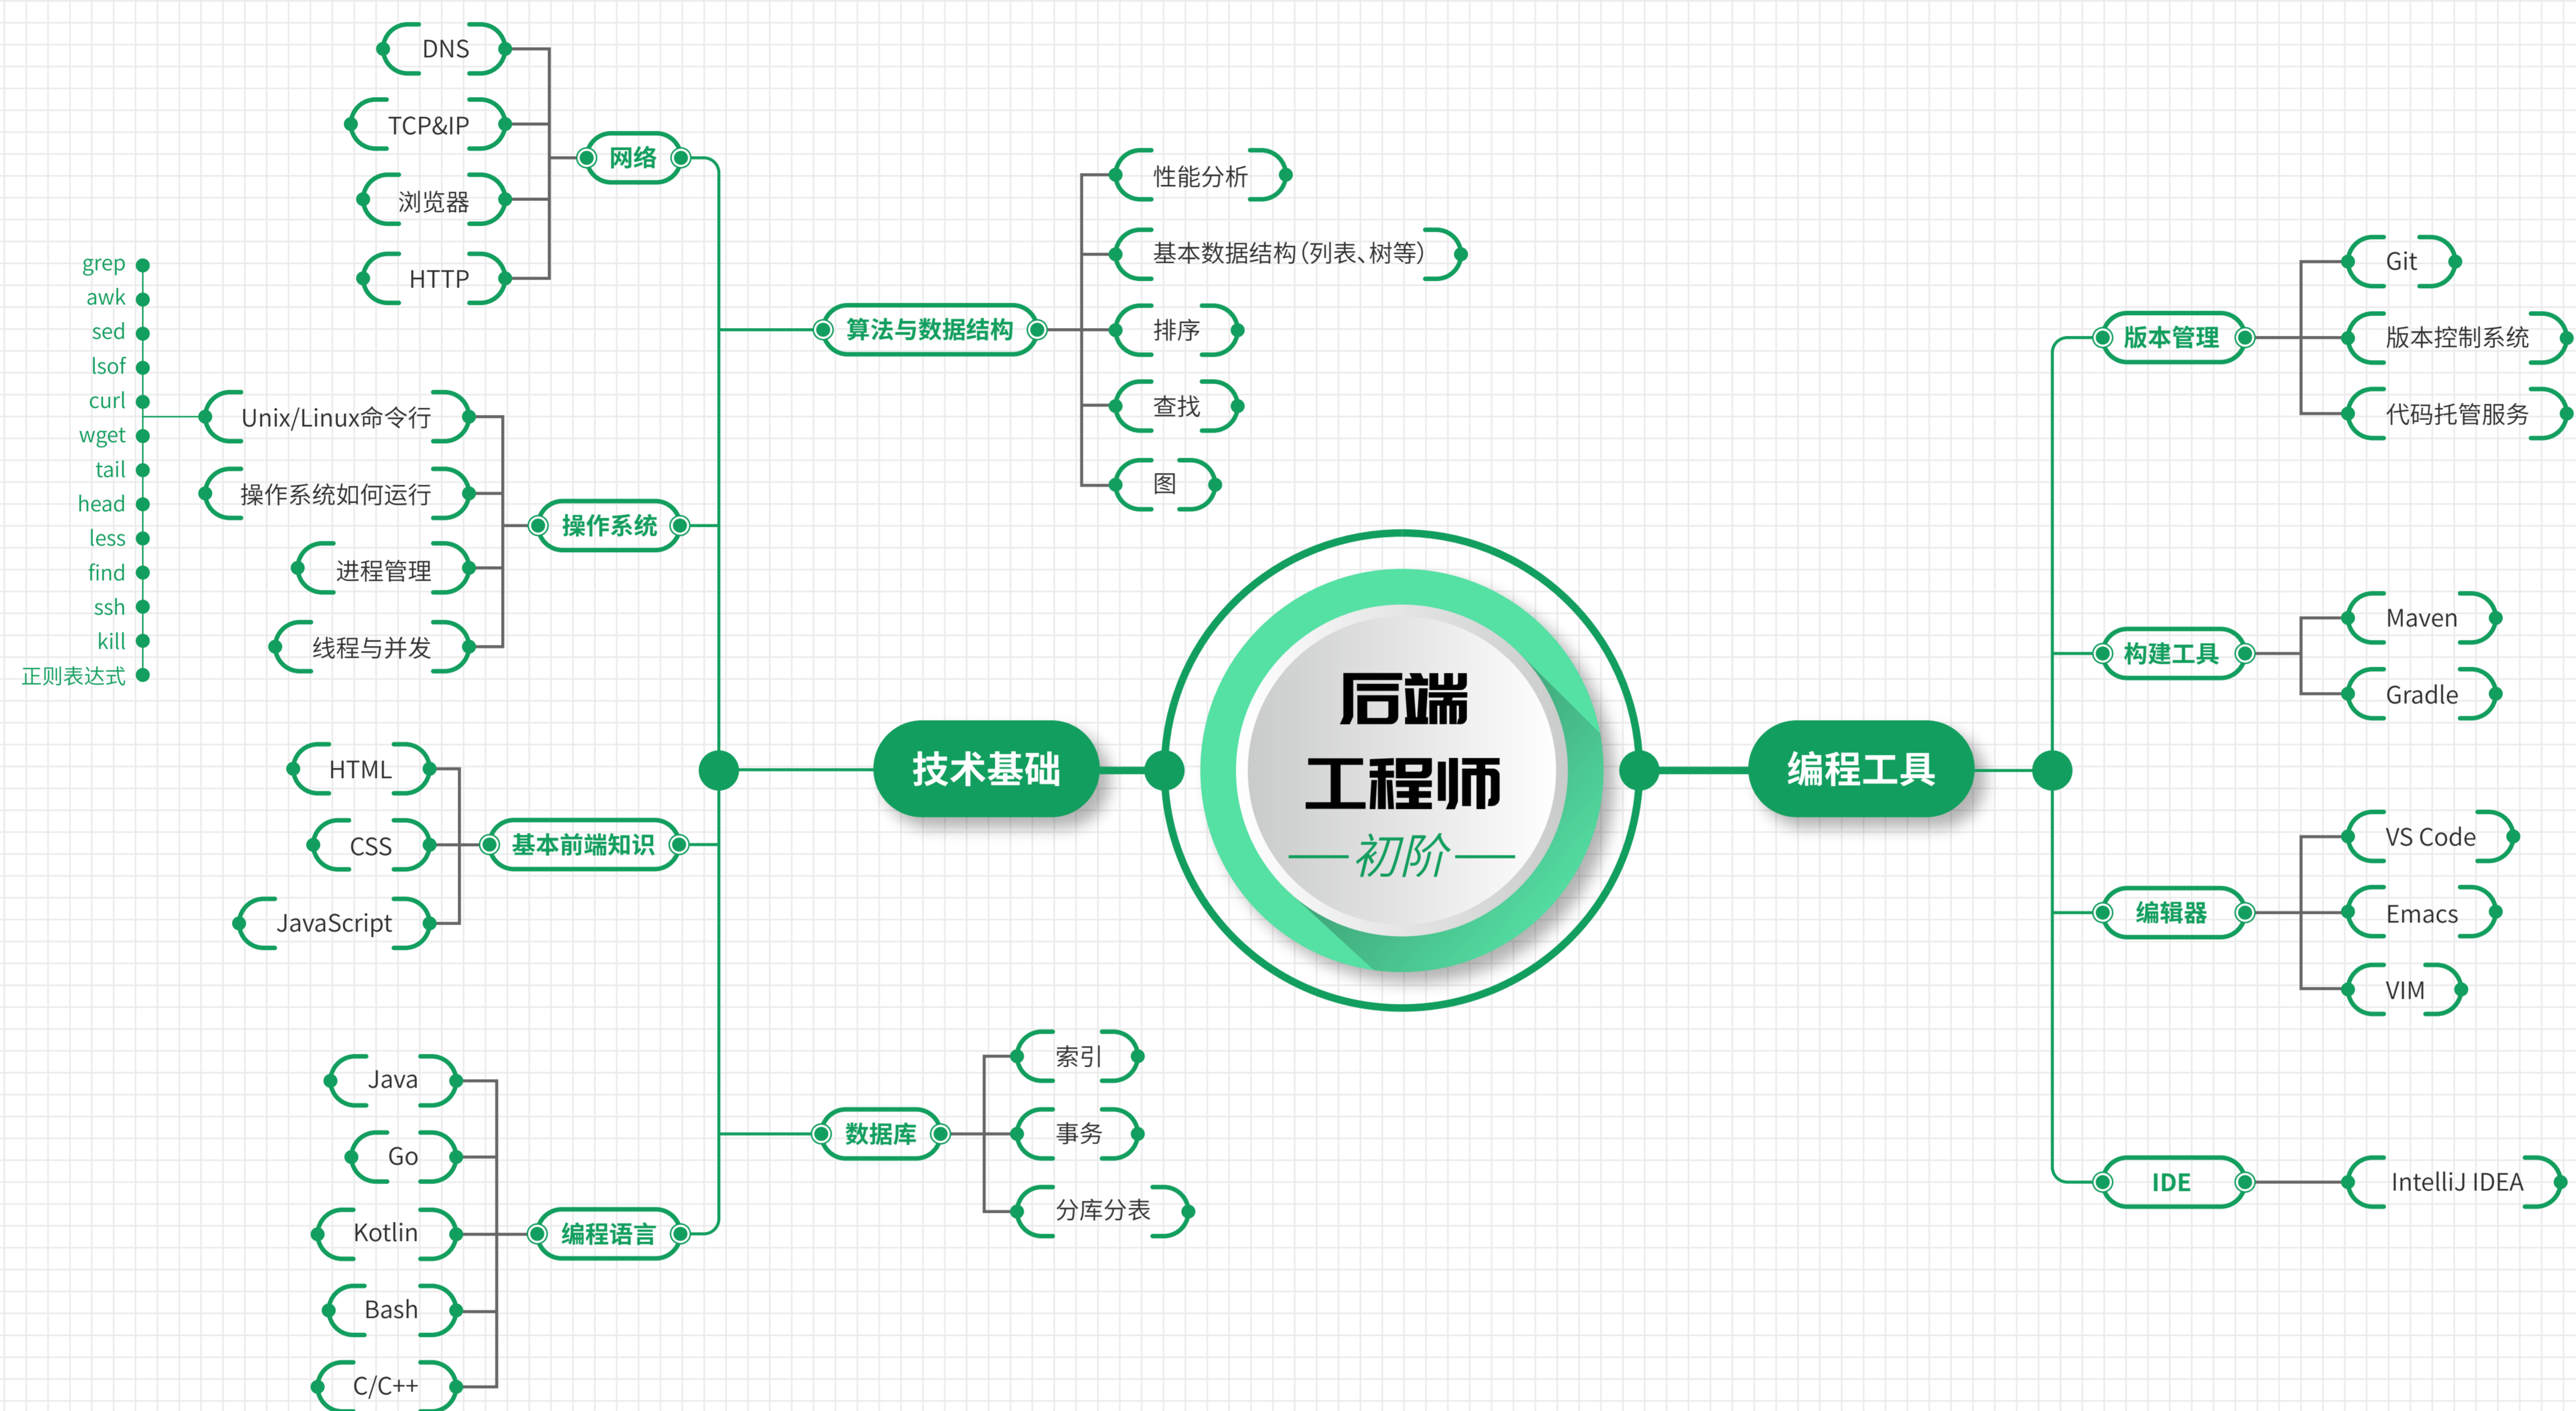 DNS
TCP&IP
浏览器
HTTP
网络
grep
awk
sed
lsof
curl
wget
tail
head
less
find
ssh
kill
正则表达式
Unix/Linux命令行
操作系统如何运行
进程管理
线程与并发
操作系统
HTML
CSS
JavaScript
基本前端知识
Java
Go
Kotlin
Bash
C/C++
编程语言
算法与数据结构
性能分析
基本数据结构(列表、树等)
排序
查找
图
技术基础
数据库
索引
事务
分库分表
后端
工程师
初阶
编程工具
版本管理
Git
版本控制系统
代码托管服务
构建工具
Maven
Gradle
编辑器
VS Code
Emacs
VIM
IDE
IntelliJ IDEA